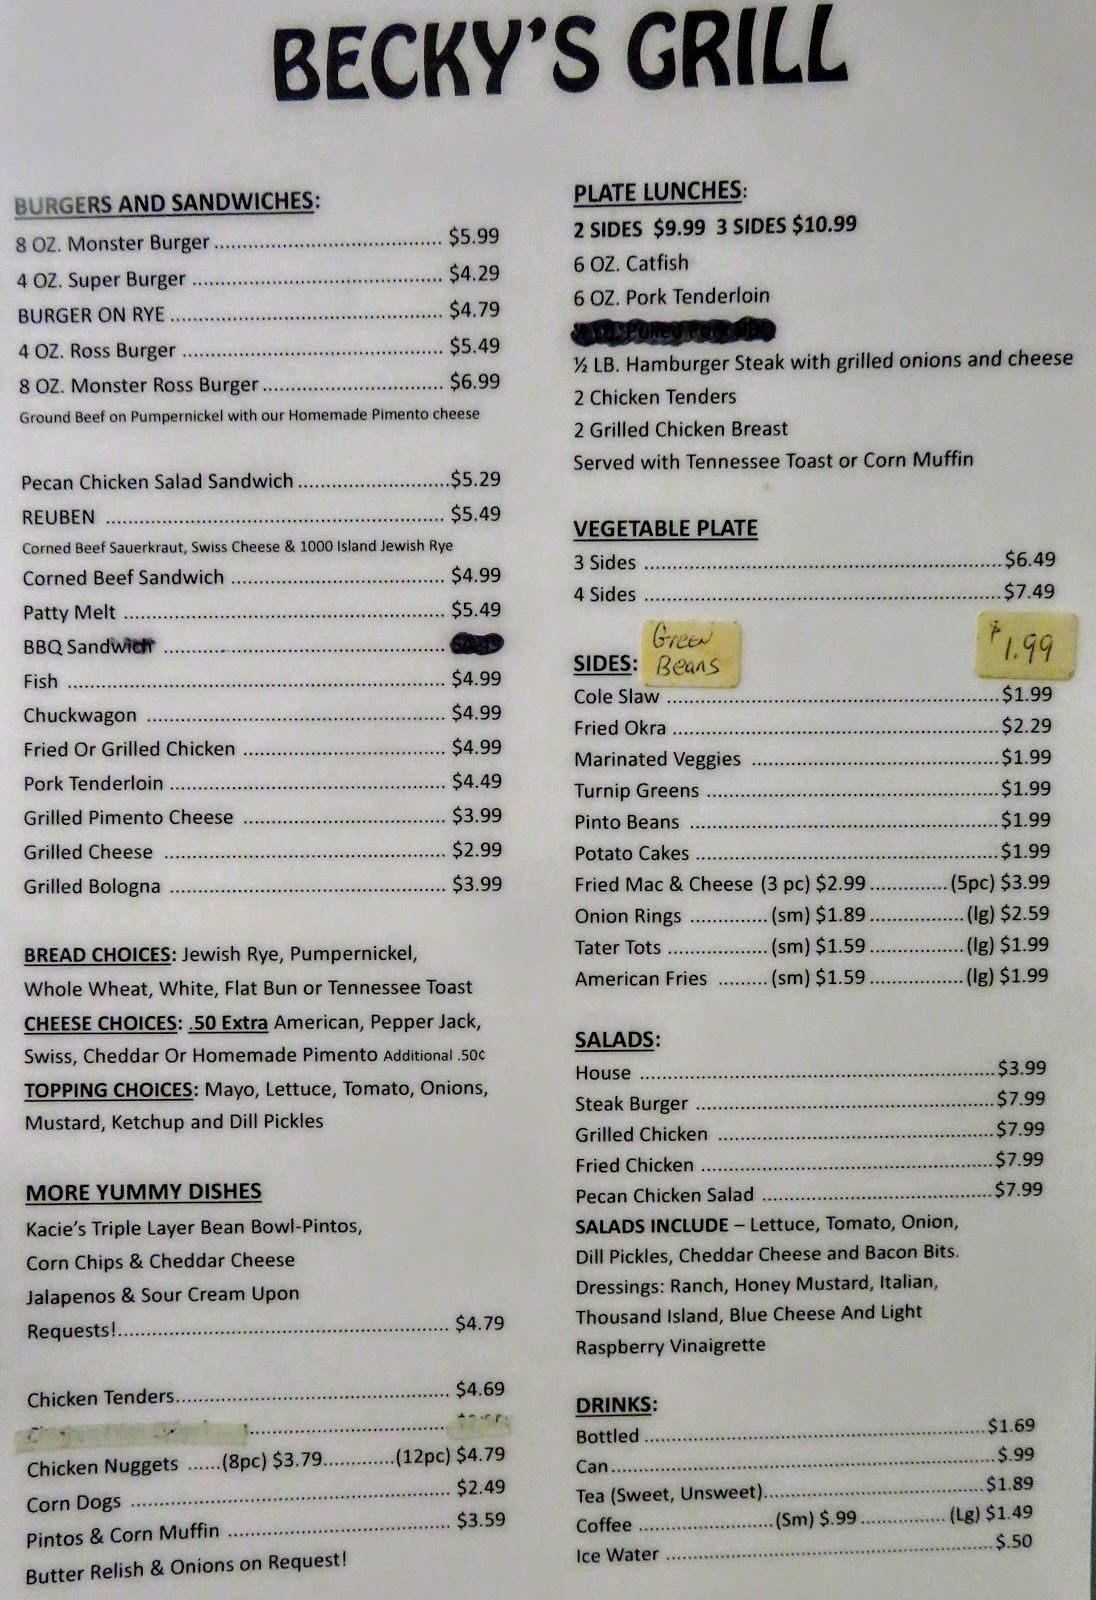 BECKY'S GRILL
BURGERS AND SANDWICHES:
8 OZ. Monster Burger ........ $5.99
4 OZ. Super Burger ........ $4.29
BURGER ON RYE ........ $4.79
4 OZ. Ross Burger ........ $5.49
8 OZ. Monster Ross Burger ........ $6.99
Ground Beef on Pumpernickel with our Homemade Pimento cheese
Pecan Chicken Salad Sandwich ........ $5.29
REUBEN ........ $5.49
Corned Beef Sauerkraut, Swiss Cheese & 1000 Island Jewish Rye
Corned Beef Sandwich ........ $4.99
Patty Melt ........ $5.49
BBQ Sandwich ........
Fish ........ $4.99
Chuckwagon ........ $4.99
Fried Or Grilled Chicken ........ $4.99
Pork Tenderloin ........ $4.49
Grilled Pimento Cheese ........ $3.99
Grilled Cheese ........ $2.99
Grilled Bologna ........ $3.99
BREAD CHOICES: Jewish Rye, Pumpernickel,
Whole Wheat, White, Flat Bun or Tennessee Toast
CHEESE CHOICES: .50 Extra American, Pepper Jack,
Swiss, Cheddar Or Homemade Pimento Additional .50¢
TOPPING CHOICES: Mayo, Lettuce, Tomato, Onions,
Mustard, Ketchup and Dill Pickles
MORE YUMMY DISHES
Kacie's Triple Layer Bean Bowl-Pintos,
Corn Chips & Cheddar Cheese
Jalapenos & Sour Cream Upon
Requests!........ $4.79
Chicken Tenders........ $4.69
Chicken Nuggets ......(8pc) $3.79............(12pc) $4.79
Corn Dogs ........ $2.49
Pintos & Corn Muffin ........ $3.59
Butter Relish & Onions on Request!
PLATE LUNCHES:
2 SIDES $9.99 3 SIDES $10.99
6 OZ. Catfish
6 OZ. Pork Tenderloin
Pulled Pork BBQ
½ LB. Hamburger Steak with grilled onions and cheese
2 Chicken Tenders
2 Grilled Chicken Breast
Served with Tennessee Toast or Corn Muffin
VEGETABLE PLATE
3 Sides ........ $6.49
4 Sides ........ $7.49
SIDES: Green Beans $1.99
Cole Slaw ........ $1.99
Fried Okra ........ $2.29
Marinated Veggies ........ $1.99
Turnip Greens ........ $1.99
Pinto Beans ........ $1.99
Potato Cakes ........ $1.99
Fried Mac & Cheese (3 pc) $2.99.............(5pc) $3.99
Onion Rings ...........(sm) $1.89................(lg) $2.59
Tater Tots ..............(sm) $1.59................(lg) $1.99
American Fries .......(sm) $1.59................(lg) $1.99
SALADS:
House ........ $3.99
Steak Burger ........ $7.99
Grilled Chicken ........ $7.99
Fried Chicken ........ $7.99
Pecan Chicken Salad ........ $7.99
SALADS INCLUDE – Lettuce, Tomato, Onion,
Dill Pickles, Cheddar Cheese and Bacon Bits.
Dressings: Ranch, Honey Mustard, Italian,
Thousand Island, Blue Cheese And Light
Raspberry Vinaigrette
DRINKS:
Bottled ........ $1.69
Can........ $.99
Tea (Sweet, Unsweet)........ $1.89
Coffee ...................(Sm) $.99 ............. (Lg) $1.49
Ice Water ........ $.50